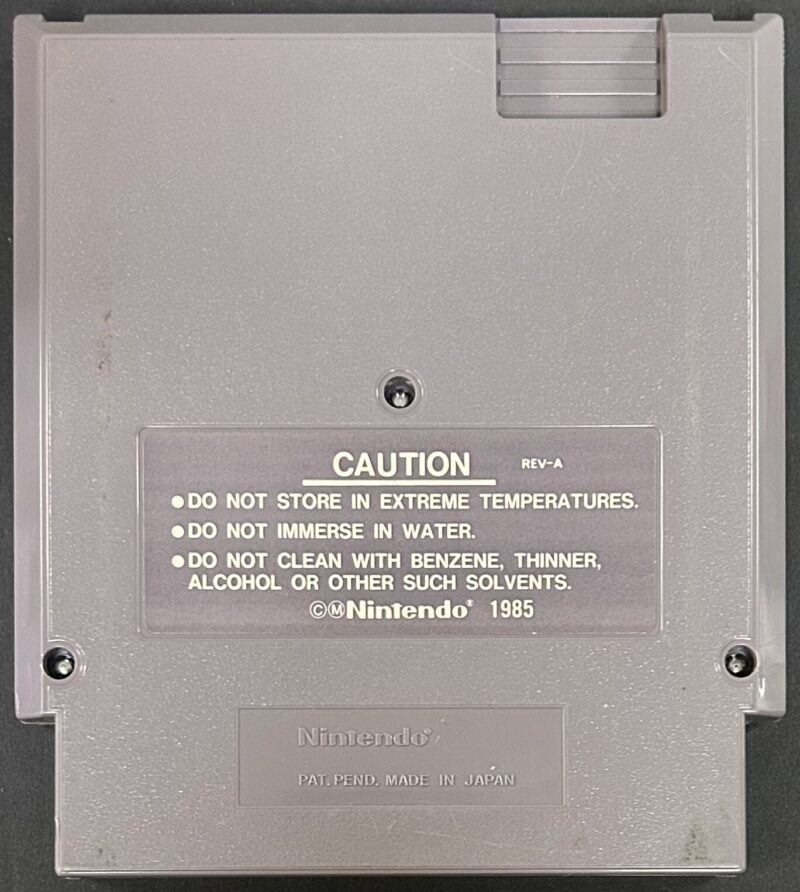 CAUTION REV-A
●DO NOT STORE IN EXTREME TEMPERATURES.
●DO NOT IMMERSE IN WATER.
●DO NOT CLEAN WITH BENZENE, THINNER,
ALCOHOL OR OTHER SUCH SOLVENTS.
©ⓂNintendo® 1985
Nintendo®
PAT. PEND. MADE IN JAPAN